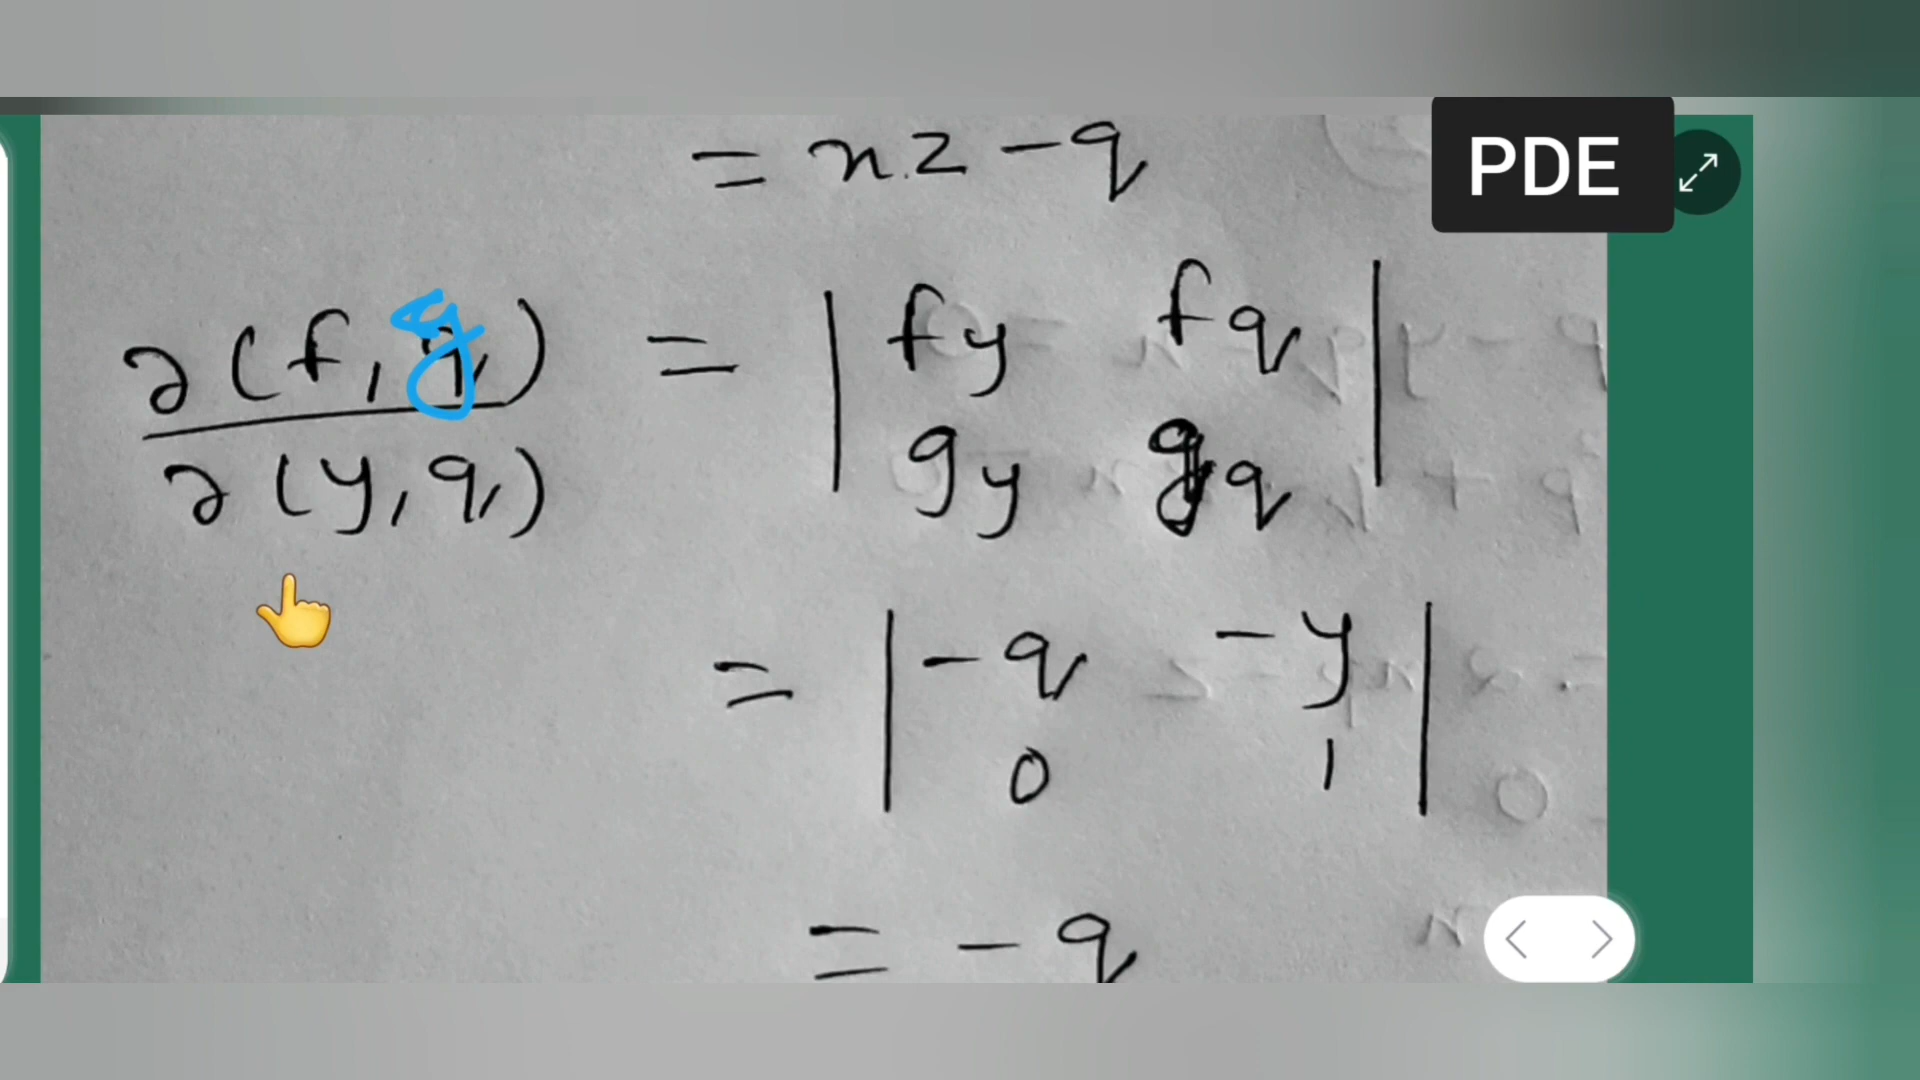 = xz - q
PDE
∂(f, g) / ∂(y, q) = | fy fq |
| gy gq |
= | -q -y |
| 0 1 |
= - q